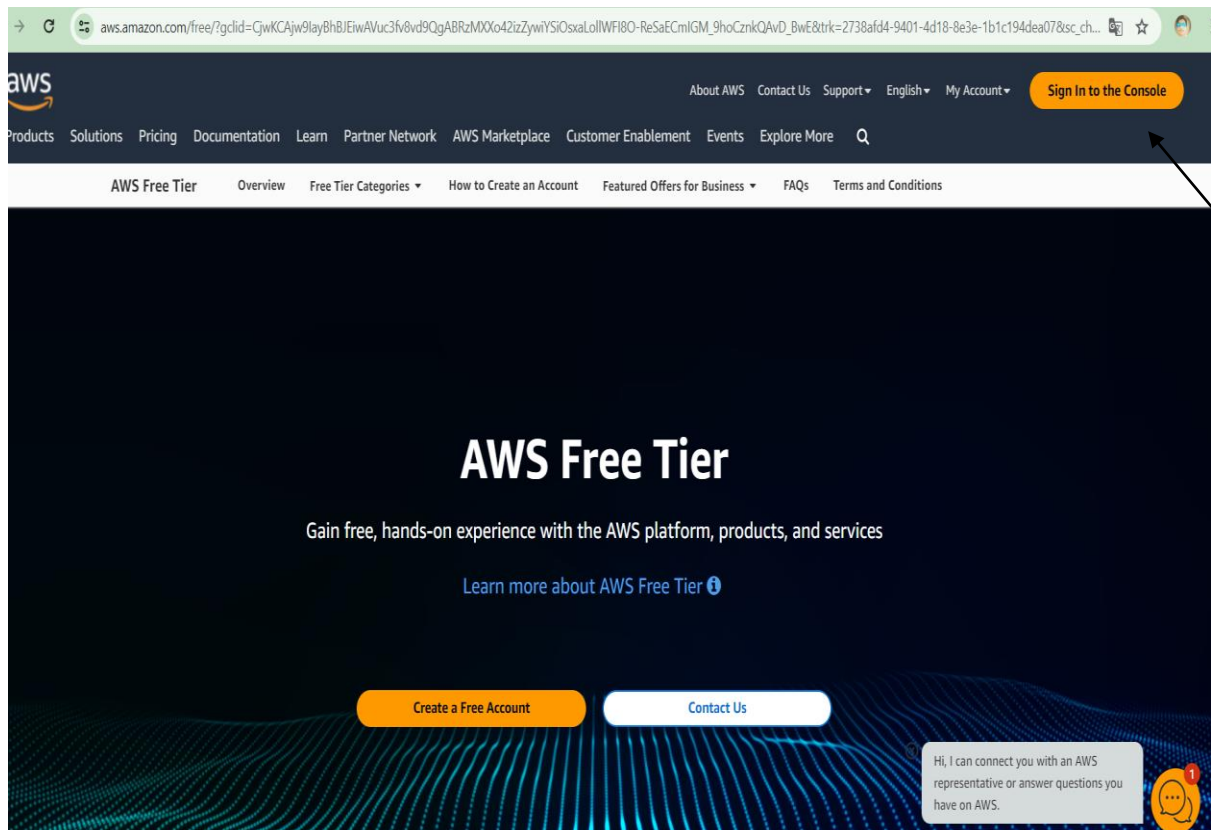 aws.amazon.com/free/?gclid=CjwKCAjw9IayBhBJEiwAVuc3fv8vd9QgABRzMXXo42izZywiYSiOsxaLollWFI8O-ReSaECmIGM_9hoCznkQAvD_BwE&trk=2738afd4-9401-4d18-8e3e-1b1c194dea07&sc_ch...
aws
About AWS Contact Us Support English My Account Sign In to the Console
Products Solutions Pricing Documentation Learn Partner Network AWS Marketplace Customer Enablement Events Explore More
AWS Free Tier Overview Free Tier Categories How to Create an Account Featured Offers for Business FAQs Terms and Conditions
AWS Free Tier
Gain free, hands-on experience with the AWS platform, products, and services
Learn more about AWS Free Tier
Create a Free Account Contact Us
Hi, I can connect you with an AWS
representative or answer questions you
have on AWS.
1